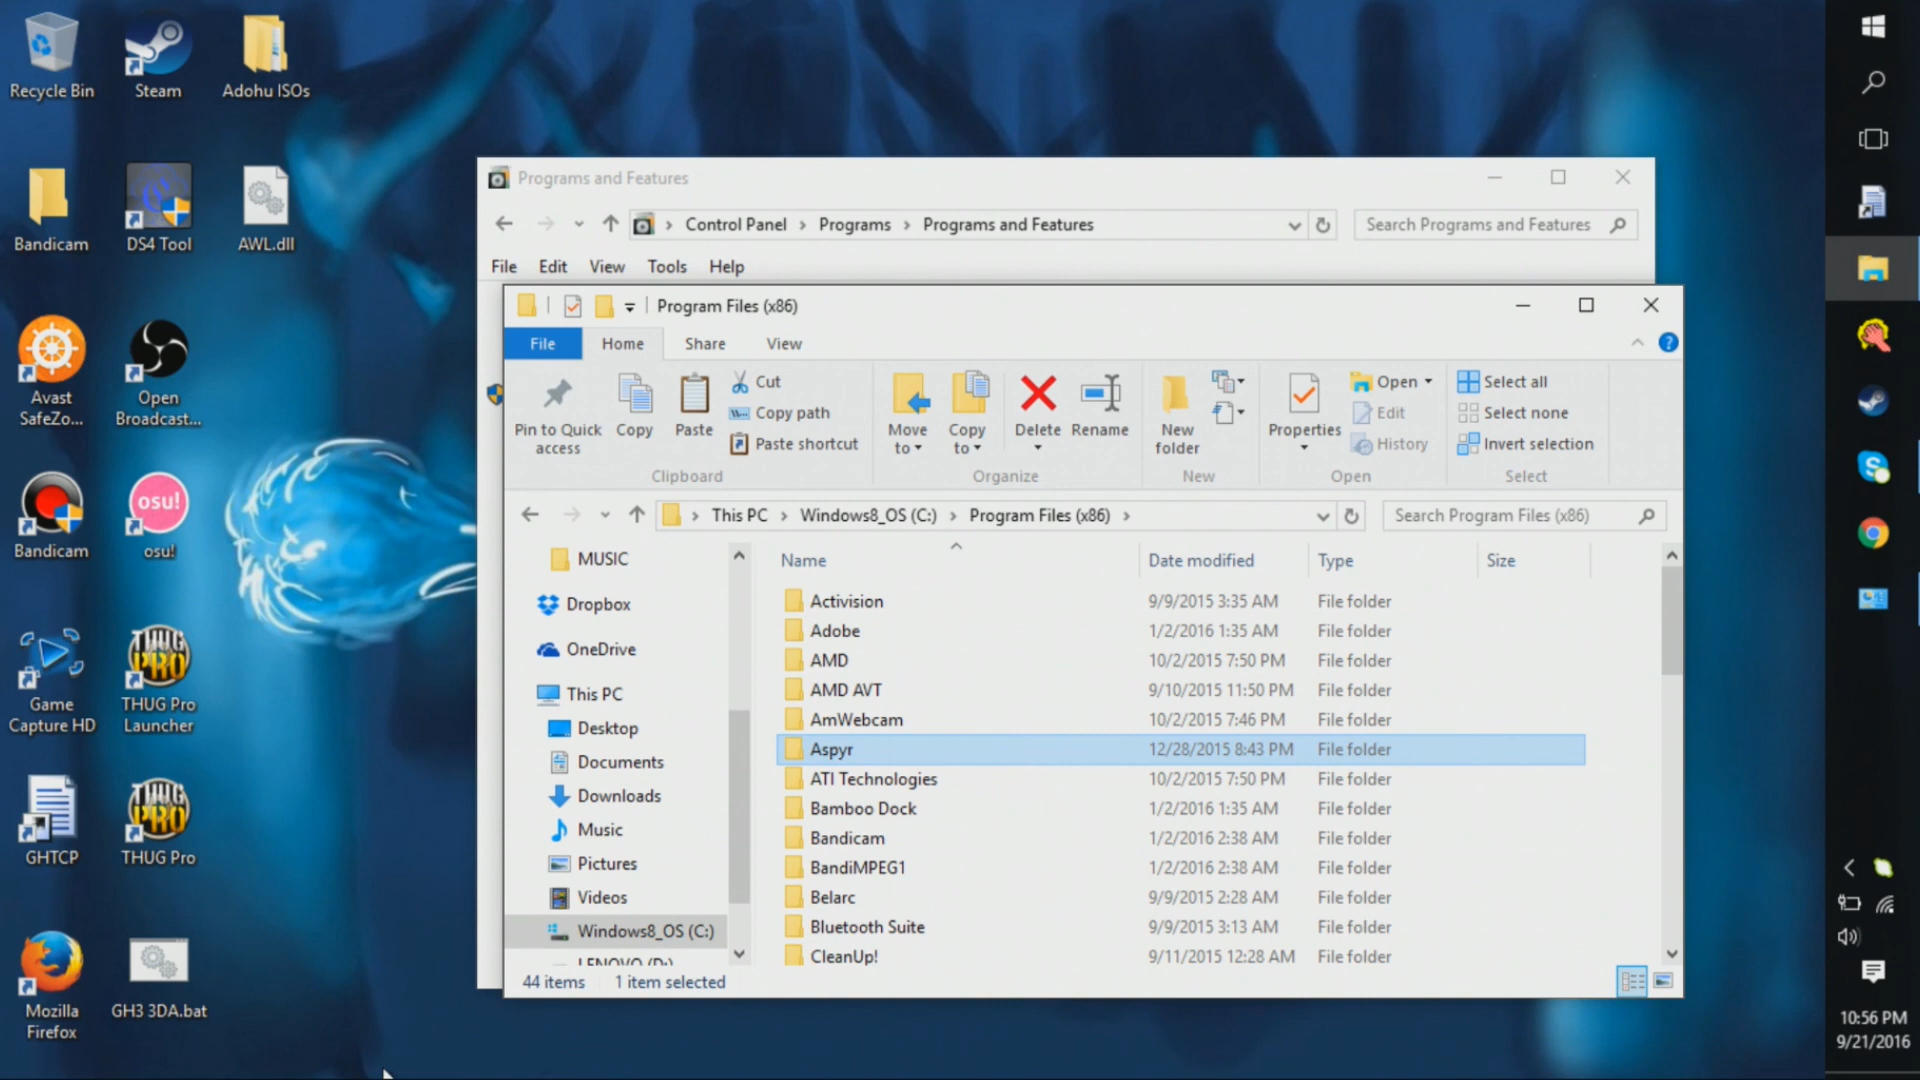 Recycle Bin
Steam
Adohu ISOs
Bandicam
DS4 Tool
AWL.dll
Avast
SafeZo...
Open
Broadcast...
Bandicam
osu!
osu!
Game
Capture HD
THUG
PRO
THUG Pro
Launcher
GHTCP
THUG
PRO
THUG Pro
Mozilla
Firefox
GH3 3DA.bat
Programs and Features
Control Panel > Programs > Programs and Features
Search Programs and Features
File Edit View Tools Help
Program Files (x86)
File Home Share View
Pin to Quick
access
Copy
Paste
Cut
Copy path
Paste shortcut
Clipboard
Move
to
Copy
to
Delete
Rename
Organize
New
folder
New
Properties
Open
Edit
History
Open
Select all
Select none
Invert selection
Select
This PC > Windows8_OS (C:) > Program Files (x86) >
Search Program Files (x86)
MUSIC
Dropbox
OneDrive
This PC
Desktop
Documents
Downloads
Music
Pictures
Videos
Windows8_OS (C:)
LENOVO (D:)
Name Date modified Type Size
Activision 9/9/2015 3:35 AM File folder
Adobe 1/2/2016 1:35 AM File folder
AMD 10/2/2015 7:50 PM File folder
AMD AVT 9/10/2015 11:50 PM File folder
AmWebcam 10/2/2015 7:46 PM File folder
Aspyr 12/28/2015 8:43 PM File folder
ATI Technologies 10/2/2015 7:50 PM File folder
Bamboo Dock 1/2/2016 1:35 AM File folder
Bandicam 1/2/2016 2:38 AM File folder
BandiMPEG1 1/2/2016 2:38 AM File folder
Belarc 9/9/2015 2:28 AM File folder
Bluetooth Suite 9/9/2015 3:13 AM File folder
CleanUp! 9/11/2015 12:28 AM File folder
44 items 1 item selected
10:56 PM
9/21/2016